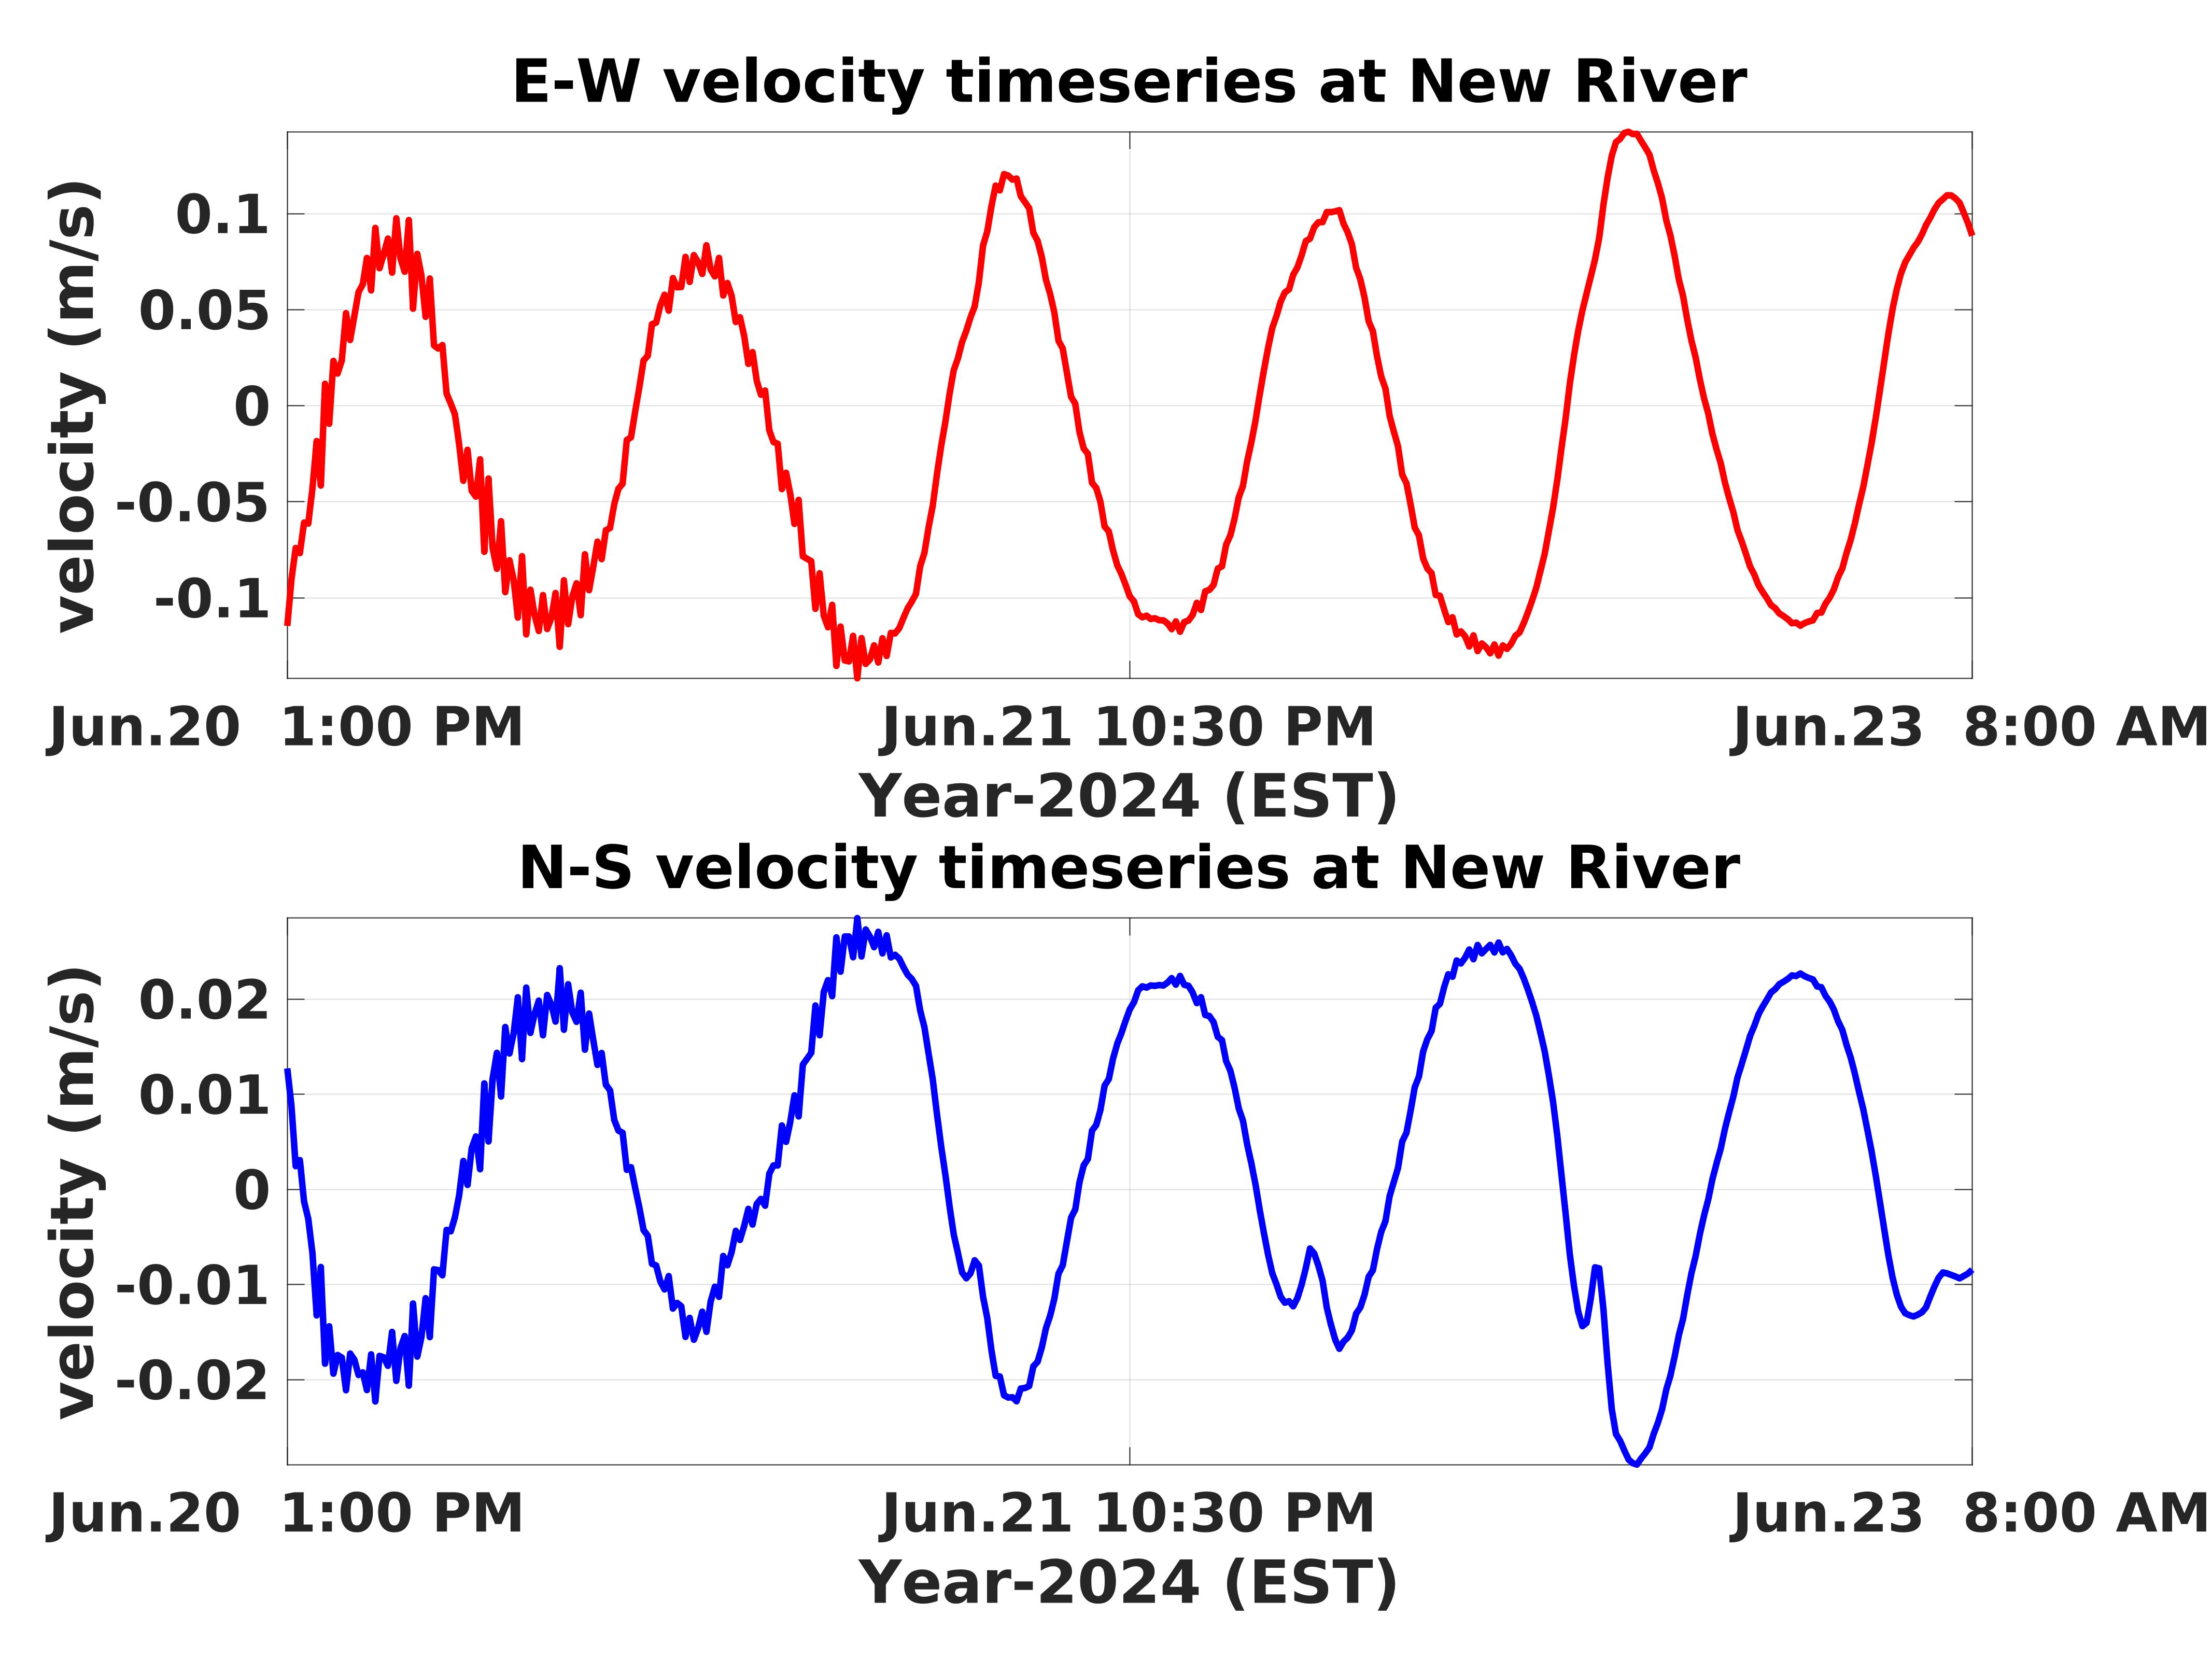 E-W velocity timeseries at New River
velocity (m/s)
0.1
0.05
0
-0.05
-0.1
Jun.20  1:00 PM
Jun.21 10:30 PM
Jun.23  8:00 AM
Year-2024 (EST)
N-S velocity timeseries at New River
velocity (m/s)
0.02
0.01
0
-0.01
-0.02
Jun.20  1:00 PM
Jun.21 10:30 PM
Jun.23  8:00 AM
Year-2024 (EST)